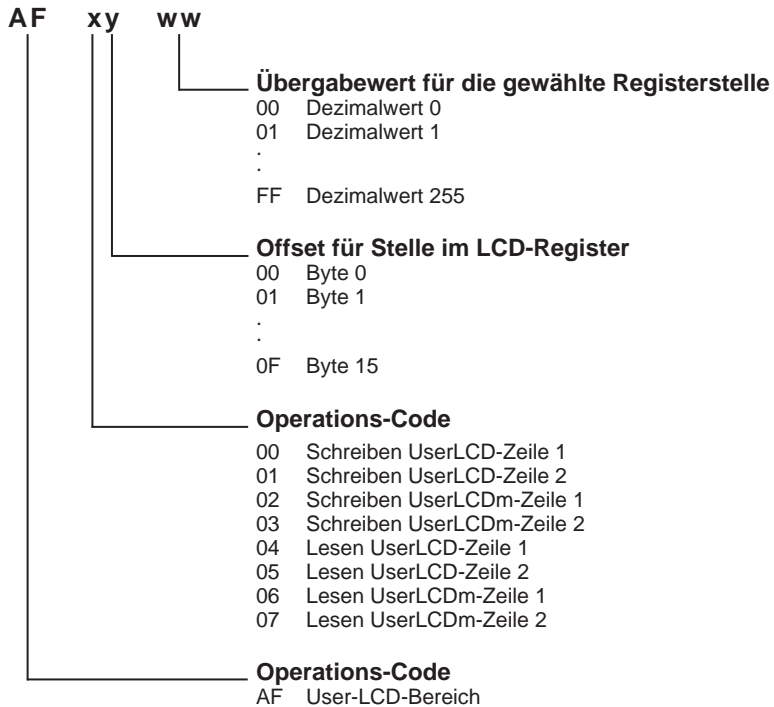 AF xy ww
Übergabewert für die gewählte Registerstelle
00 Dezimalwert 0
01 Dezimalwert 1
.
.
FF Dezimalwert 255
Offset für Stelle im LCD-Register
00 Byte 0
01 Byte 1
.
.
0F Byte 15
Operations-Code
00 Schreiben UserLCD-Zeile 1
01 Schreiben UserLCD-Zeile 2
02 Schreiben UserLCDm-Zeile 1
03 Schreiben UserLCDm-Zeile 2
04 Lesen UserLCD-Zeile 1
05 Lesen UserLCD-Zeile 2
06 Lesen UserLCDm-Zeile 1
07 Lesen UserLCDm-Zeile 2
Operations-Code
AF User-LCD-Bereich